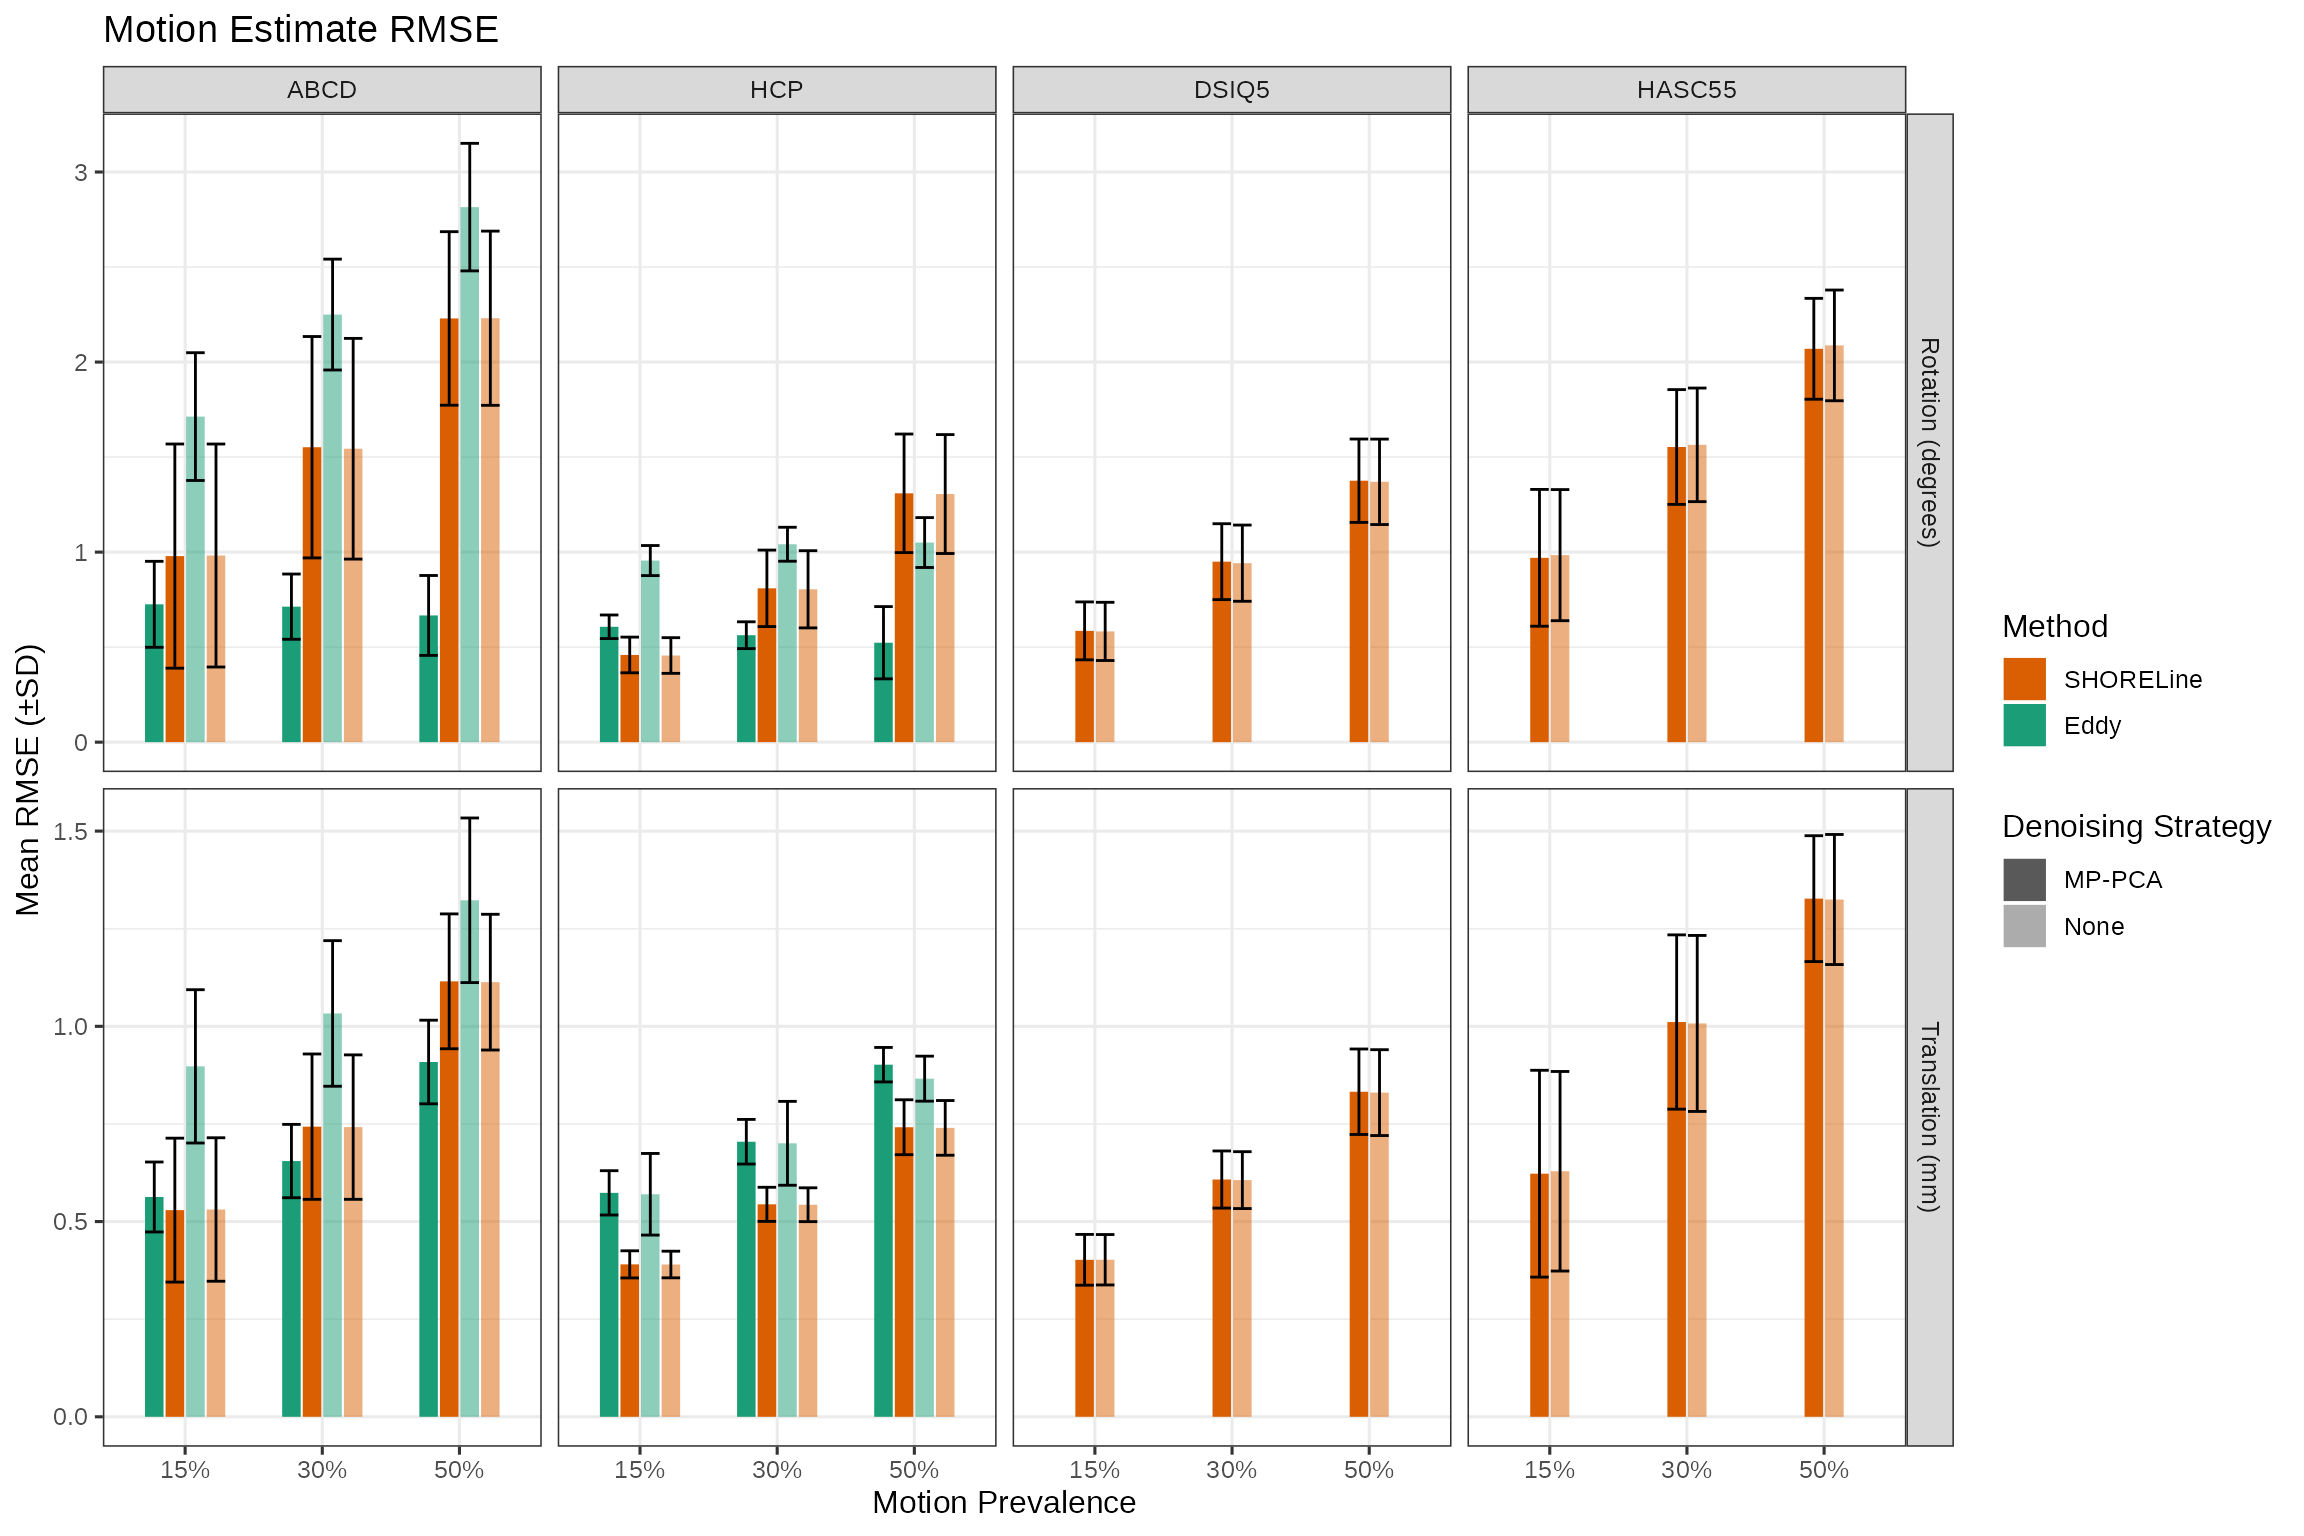 Motion Estimate RMSE
ABCD
HCP
DSIQ5
HASC55
3
2
1
0
Rotation (degrees)
1.5
1.0
0.5
0.0
Translation (mm)
Mean RMSE (±SD)
15%
30%
50%
15%
30%
50%
15%
30%
50%
15%
30%
50%
Motion Prevalence
Method
SHORELine
Eddy
Denoising Strategy
MP-PCA
None